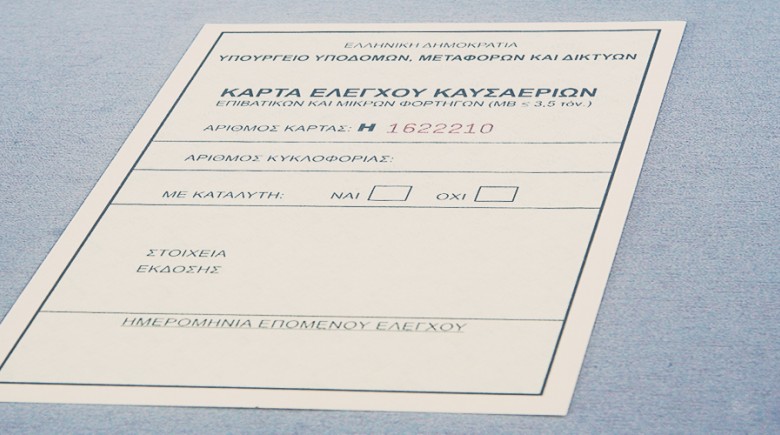 ΕΛΛΗΝΙΚΗ ΔΗΜΟΚΡΑΤΙΑ
ΥΠΟΥΡΓΕΙΟ ΥΠΟΔΟΜΩΝ, ΜΕΤΑΦΟΡΩΝ ΚΑΙ ΔΙΚΤΥΩΝ
ΚΑΡΤΑ ΕΛΕΓΧΟΥ ΚΑΥΣΑΕΡΙΩΝ
ΕΠΙΒΑΤΙΚΩΝ ΚΑΙ ΜΙΚΡΩΝ ΦΟΡΤΗΓΩΝ (ΜΒ ≤ 3,5 τόν.)
ΑΡΙΘΜΟΣ ΚΑΡΤΑΣ: Η 1622210
ΑΡΙΘΜΟΣ ΚΥΚΛΟΦΟΡΙΑΣ:
ΜΕ ΚΑΤΑΛΥΤΗ: ΝΑΙ ΟΧΙ
ΣΤΟΙΧΕΙΑ
ΕΚΔΟΣΗΣ
ΗΜΕΡΟΜΗΝΙΑ ΕΠΟΜΕΝΟΥ ΕΛΕΓΧΟΥ